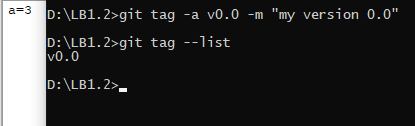 a=3
D:\LB1.2>git tag -a v0.0 -m "my version 0.0"
D:\LB1.2>git tag --list
v0.0
D:\LB1.2>